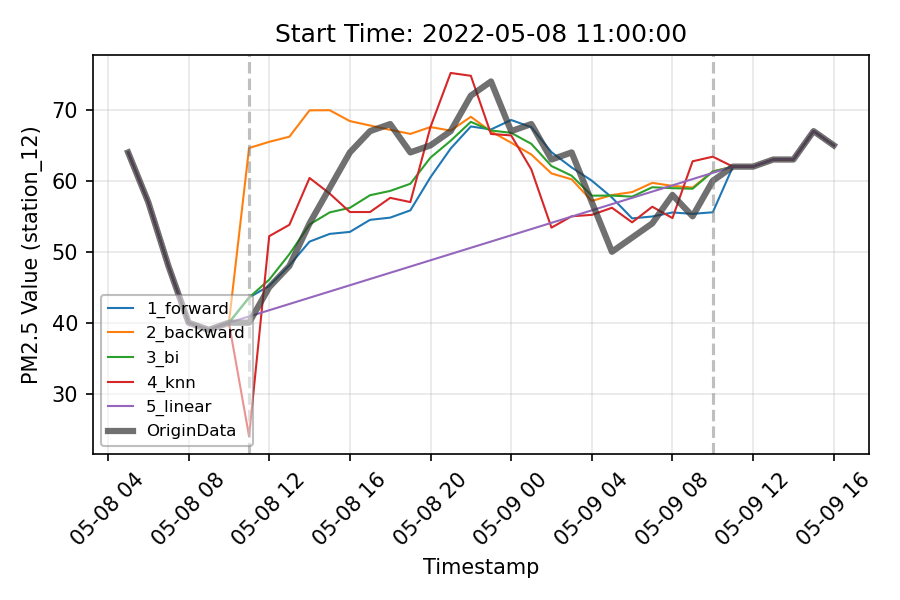 Start Time: 2022-05-08 11:00:00
PM2.5 Value (station_12)
70
60
50
40
30
1_forward
2_backward
3_bi
4_knn
5_linear
OriginData
05-08 04
05-08 08
05-08 12
05-08 16
05-08 20
05-09 00
05-09 04
05-09 08
05-09 12
05-09 16
Timestamp